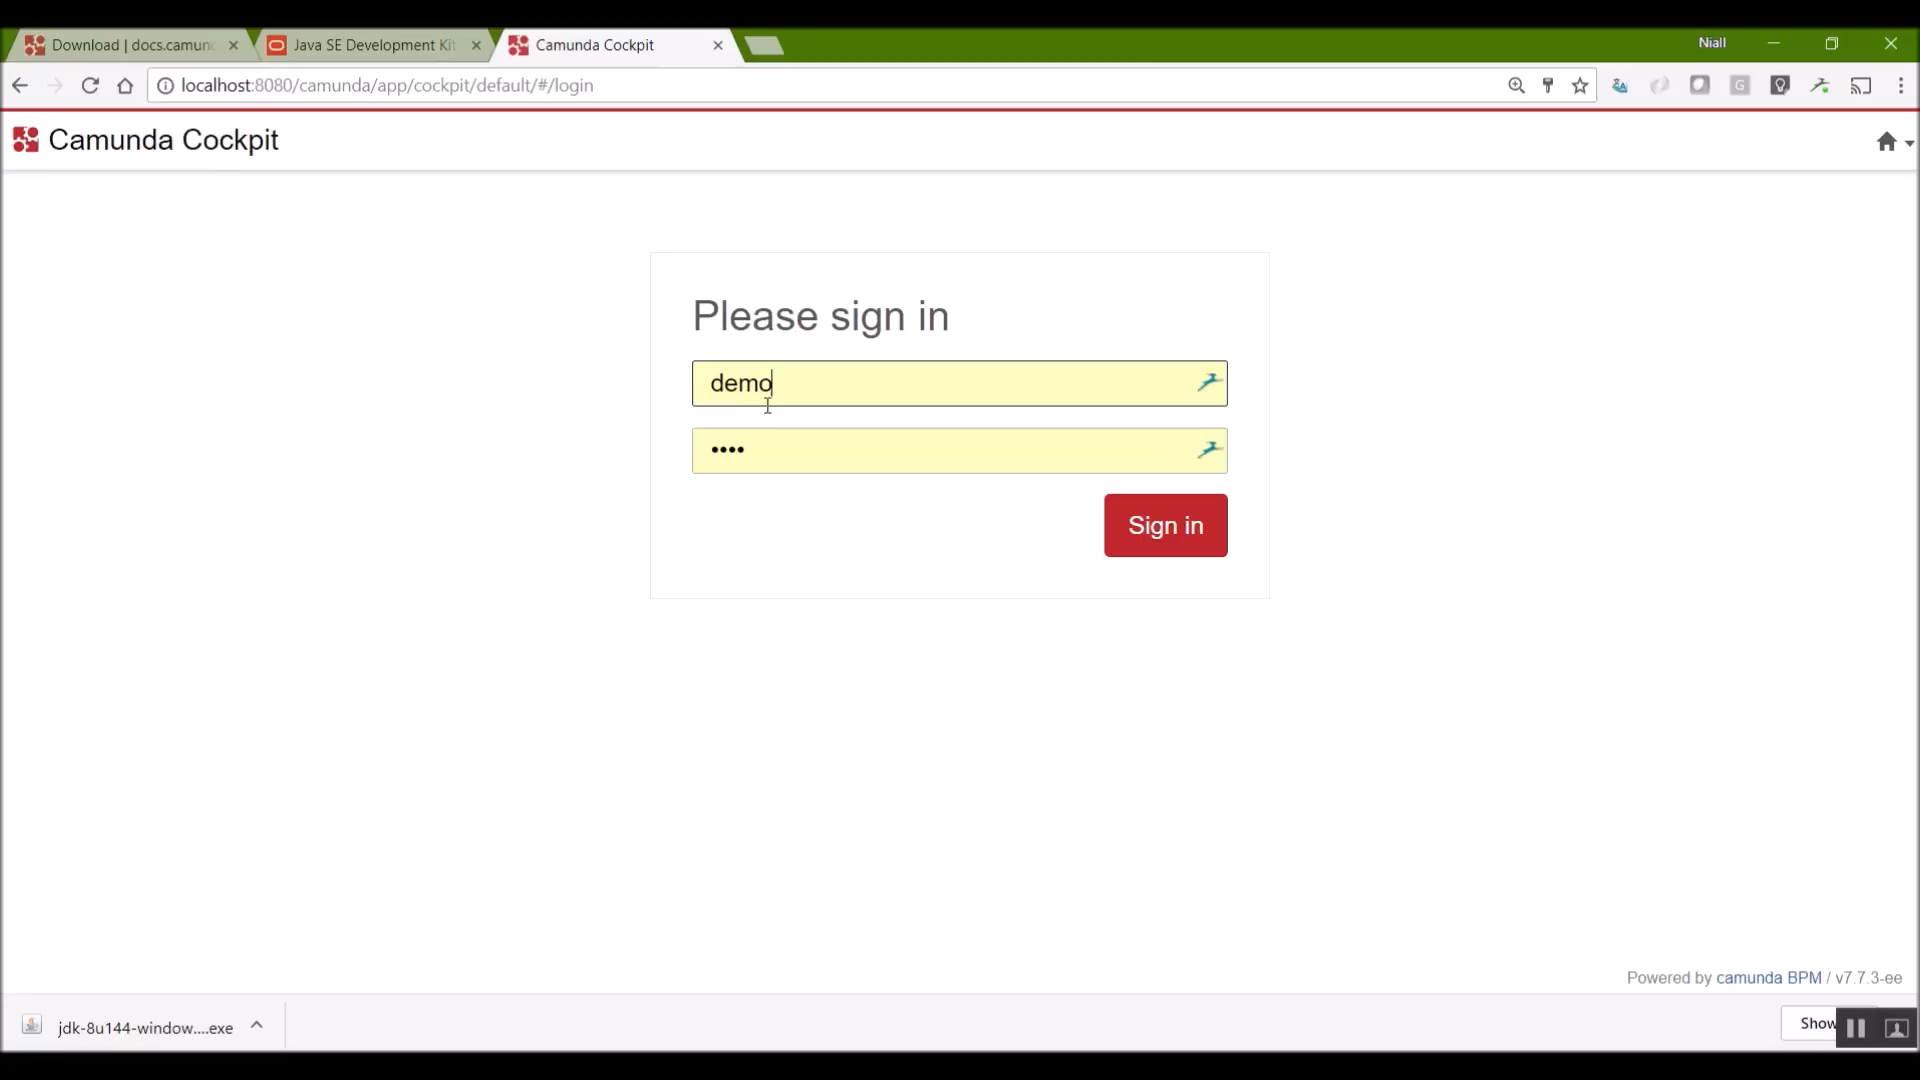 Download | docs.camun
Java SE Development Kit
Camunda Cockpit
Niall
localhost:8080/camunda/app/cockpit/default/#/login
G
Camunda Cockpit
Please sign in
demo
••••
Sign in
Powered by camunda BPM / v7.7.3-ee
jdk-8u144-window....exe
Show